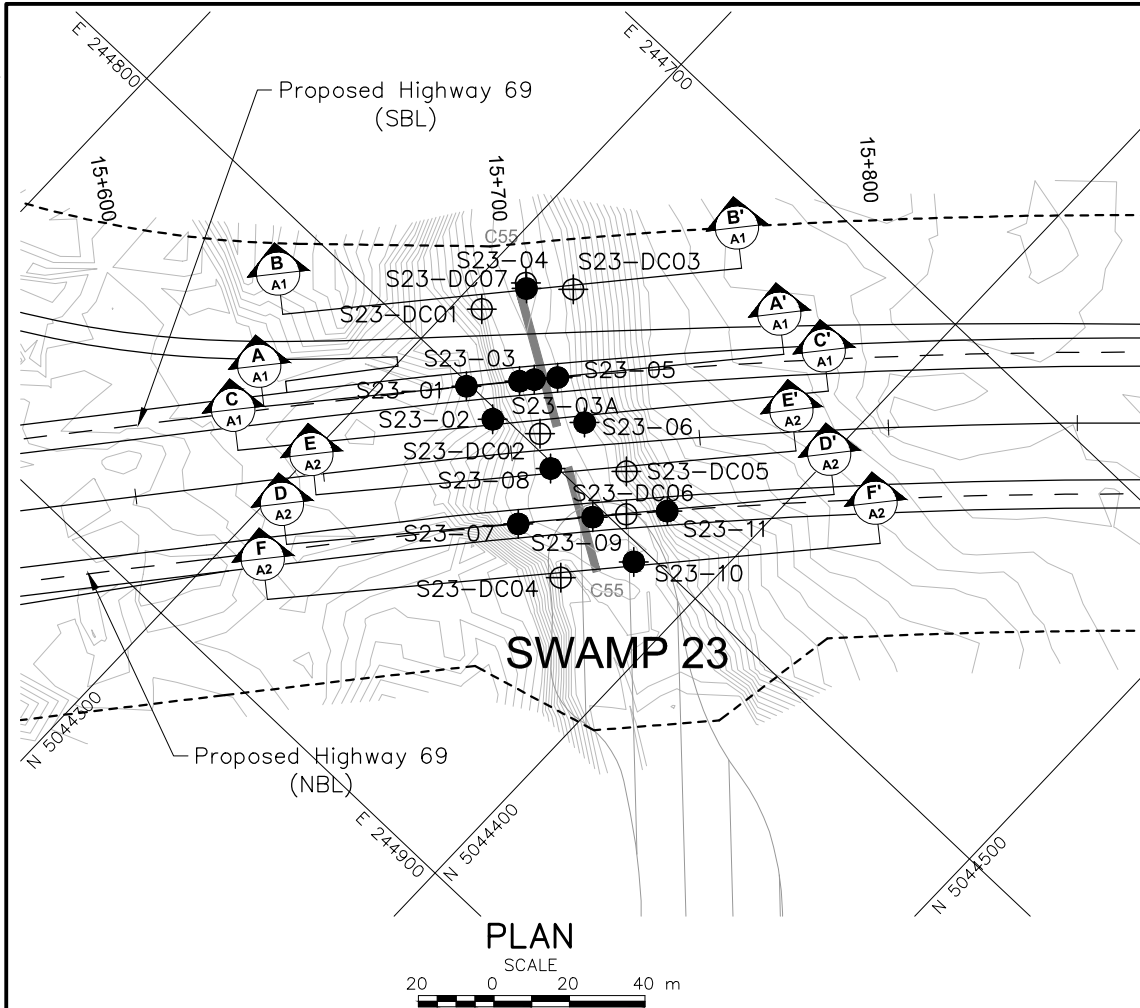 E 244800
E 244700
Proposed Highway 69
(SBL)
15+600
15+700
15+800
C55
B'
A1
S23-04
S23-DC03
B
A1
S23-DC07
S23-DC01
A'
A1
C'
A1
A
A1
S23-03
S23-05
S23-01
C
A1
S23-03A
E'
A2
S23-02
S23-06
E
A2
S23-DC02
D'
A2
S23-08
S23-DC05
D
A2
S23-DC06
F'
A2
S23-07
S23-09
S23-11
F
A2
S23-10
S23-DC04
C55
SWAMP 23
N 5044300
Proposed Highway 69
(NBL)
E 244900
N 5044400
N 5044500
PLAN
SCALE
20 0 20 40 m